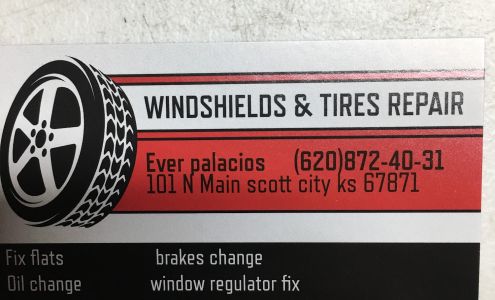 WINDSHIELDS & TIRES REPAIR
Ever palacios (620)872-40-31
101 N Main scott city ks 67871
Fix flats brakes change
Oil change window regulator fix